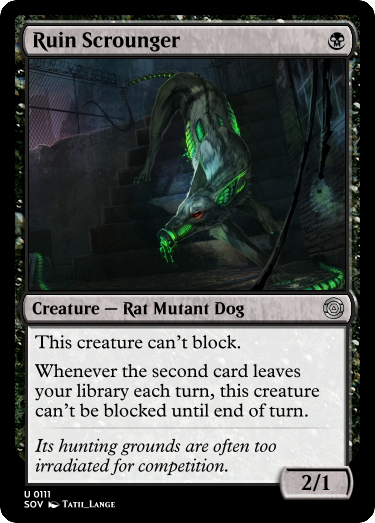 Ruin Scrounger
Creature — Rat Mutant Dog
This creature can't block.
Whenever the second card leaves
your library each turn, this creature
can't be blocked until end of turn.
Its hunting grounds are often too
irradiated for competition.
2/1
U 0111
SOV Tatii_Lange